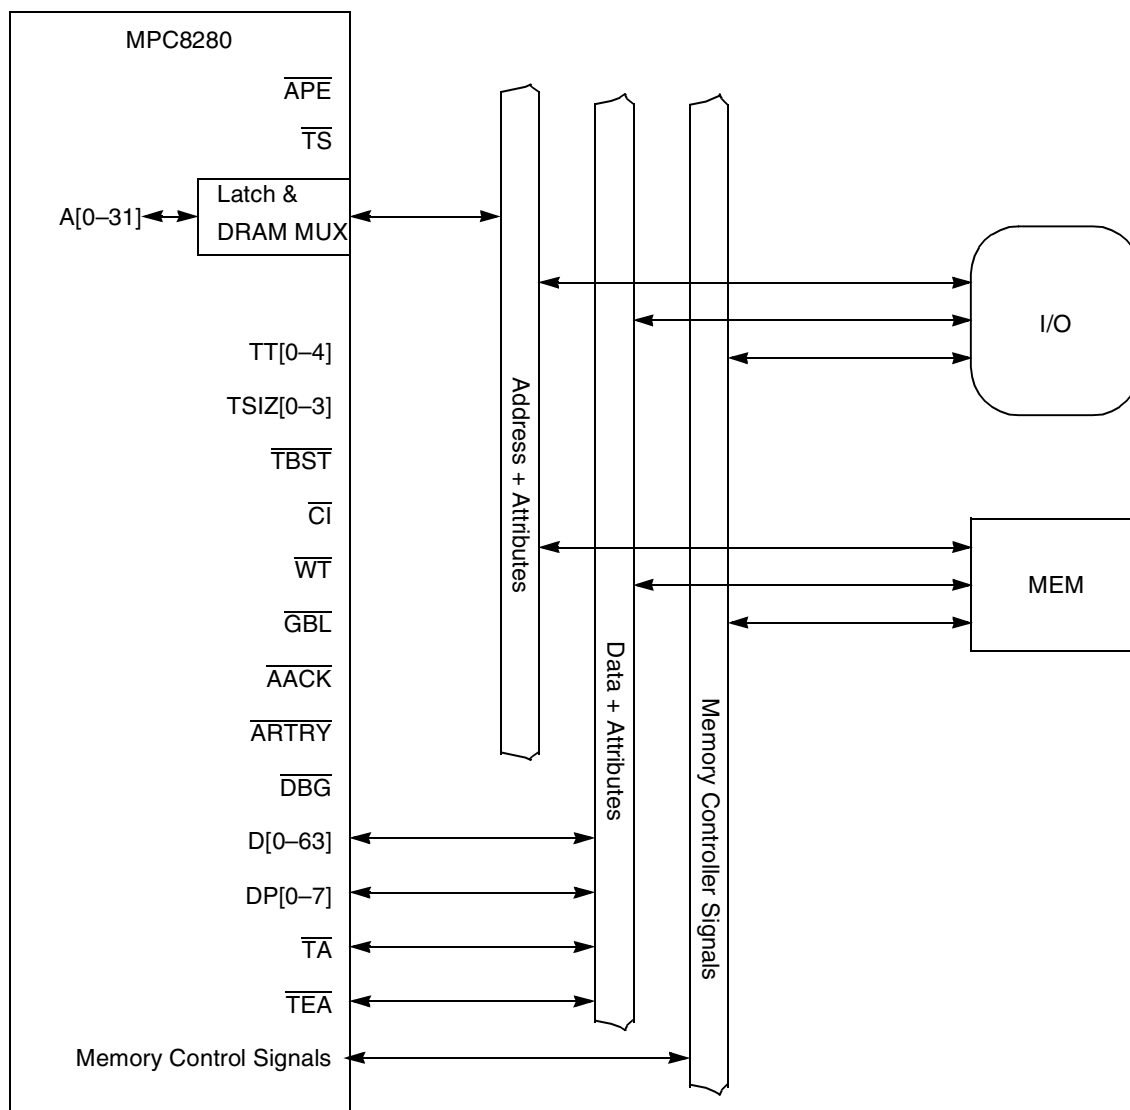 MPC8280
APE
TS
Latch &
A[0–31]
DRAM MUX
I/O
TT[0–4]
TSIZ[0–3]
TBST
CI
WT
GBL
AACK
ARTRY
DBG
D[0–63]
DP[0–7]
TA
TEA
Memory Control Signals
Address + Attributes
Data + Attributes
Memory Controller Signals
MEM